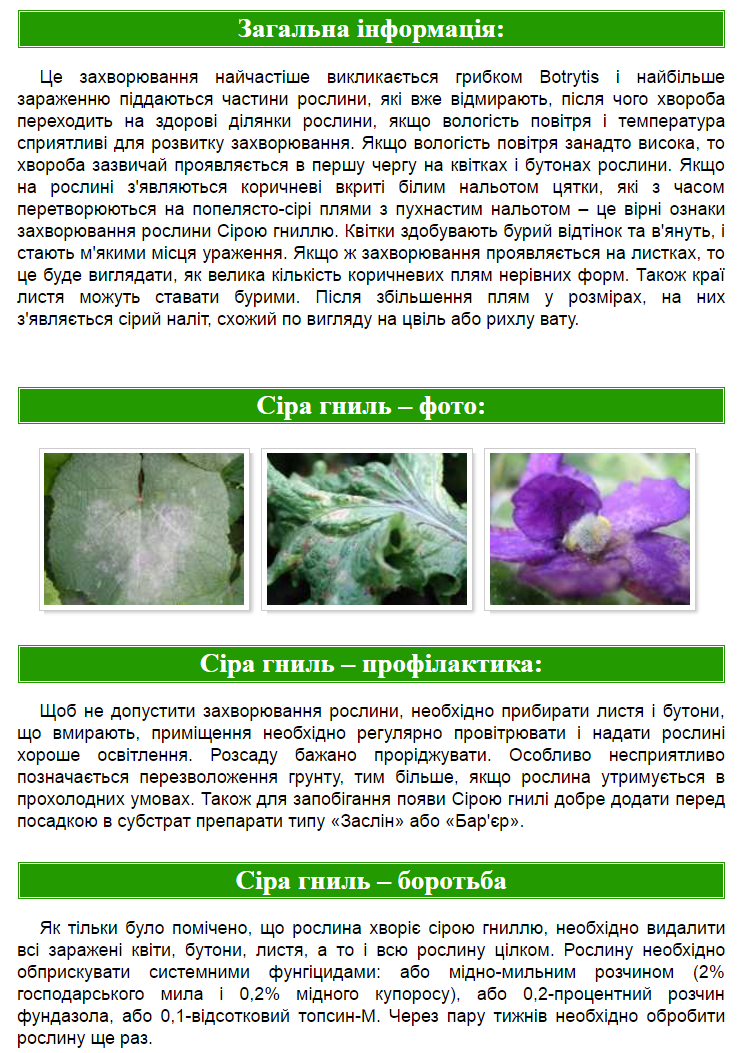 Загальна інформація:
Це захворювання найчастіше викликається грибком Botrytis і найбільше
зараженню піддаються частини рослини, які вже відмирають, після чого хвороба
переходить на здорові ділянки рослини, якщо вологість повітря і температура
сприятливі для розвитку захворювання. Якщо вологість повітря занадто висока, то
хвороба зазвичай проявляється в першу чергу на квітках і бутонах рослини. Якщо
на рослині з'являються коричневі вкриті білим нальотом цятки, які з часом
перетворюються на попелясто-сірі плями з пухнастим нальотом – це вірні ознаки
захворювання рослини Сірою гниллю. Квітки здобувають бурий відтінок та в'януть, і
стають м'якими місця ураження. Якщо ж захворювання проявляється на листках, то
це буде виглядати, як велика кількість коричневих плям нерівних форм. Також краї
листя можуть ставати бурими. Після збільшення плям у розмірах, на них
з'являється сірий наліт, схожий по вигляду на цвіль або рихлу вату.
Сіра гниль – фото:
Сіра гниль – профілактика:
Щоб не допустити захворювання рослини, необхідно прибирати листя і бутони,
що вмирають, приміщення необхідно регулярно провітрювати і надати рослині
хороше освітлення. Розсаду бажано проріджувати. Особливо несприятливо
позначається перезволоження грунту, тим більше, якщо рослина утримується в
прохолодних умовах. Також для запобігання появи Сірою гнилі добре додати перед
посадкою в субстрат препарати типу «Заслін» або «Бар'єр».
Сіра гниль – боротьба
Як тільки було помічено, що рослина хворіє сірою гниллю, необхідно видалити
всі заражені квіти, бутони, листя, а то і всю рослину цілком. Рослину необхідно
обприскувати системними фунгіцидами: або мідно-мильним розчином (2%
господарського мила і 0,2% мідного купоросу), або 0,2-процентний розчин
фундазола, або 0,1-відсотковий топсин-М. Через пару тижнів необхідно обробити
рослину ще раз.